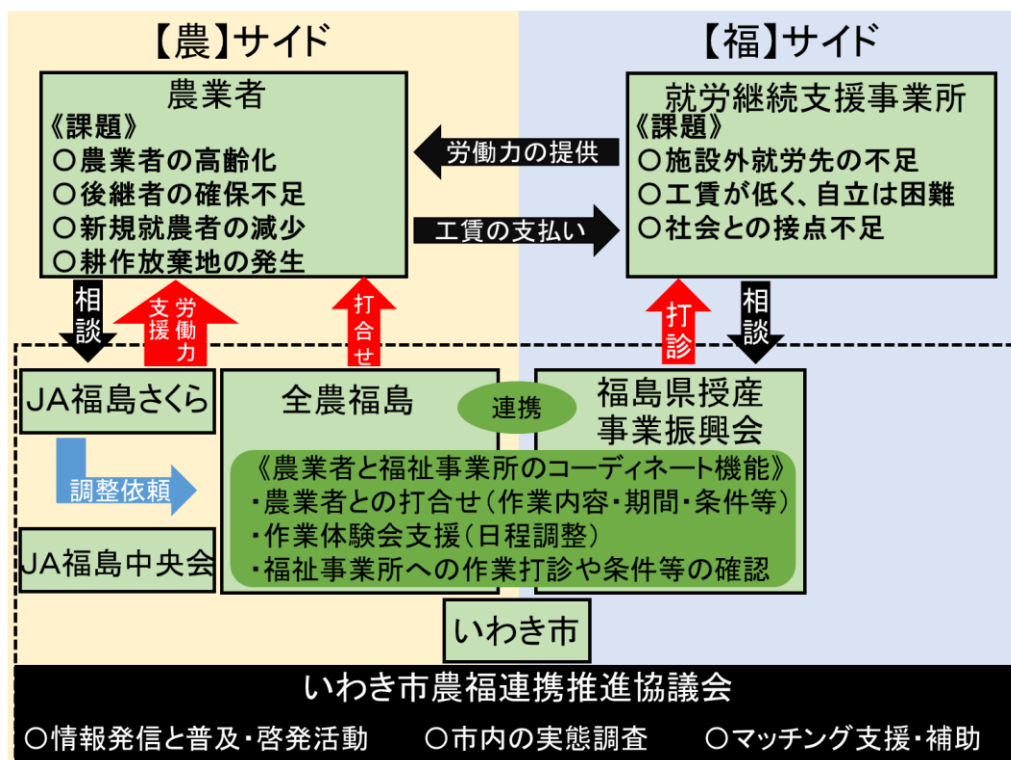 【農】サイド
【福】サイド
農業者
《課題》
○農業者の高齢化
○後継者の確保不足
○新規就農者の減少
○耕作放棄地の発生
労働力の提供
工賃の支払い
就労継続支援事業所
《課題》
○施設外就労先の不足
○工賃が低く、自立は困難
○社会との接点不足
相談
労働力
支援
打合せ
打診
相談
JA福島さくら
調整依頼
JA福島中央会
全農福島
連携
福島県授産
事業振興会
《農業者と福祉事業所のコーディネート機能》
・農業者との打合せ(作業内容・期間・条件等)
・作業体験会支援(日程調整)
・福祉事業所への作業打診や条件等の確認
いわき市
いわき市農福連携推進協議会
○情報発信と普及・啓発活動 ○市内の実態調査 ○マッチング支援・補助